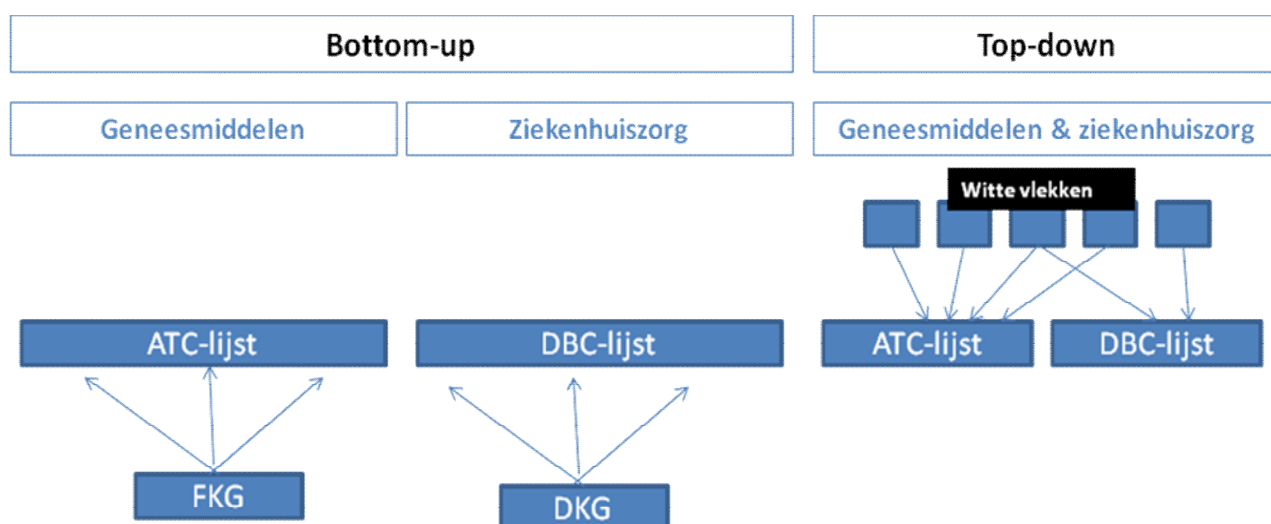 Bottom-up
Top-down
Geneesmiddelen
Ziekenhuiszorg
Geneesmiddelen & ziekenhuiszorg
Witte vlekken
ATC-lijst
DBC-lijst
ATC-lijst
DBC-lijst
FKG
DKG